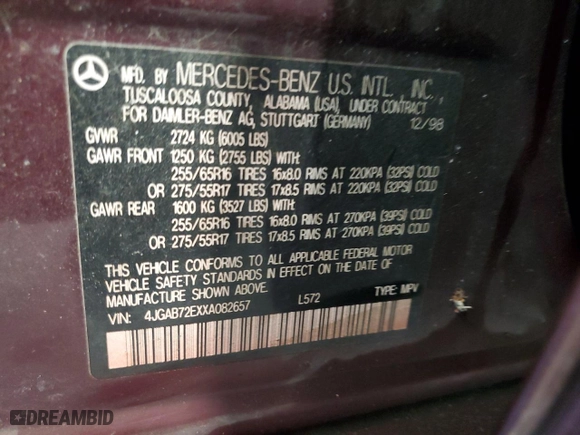 MFD. BY MERCEDES-BENZ U.S. INTL., INC.,
TUSCALOOSA COUNTY, ALABAMA (USA), UNDER CONTRACT
FOR DAIMLER-BENZ AG, STUTTGART (GERMANY) 12/98
GVWR 2724 KG (6005 LBS)
GAWR FRONT 1250 KG (2755 LBS) WITH:
255/65R16 TIRES 16x8.0 RIMS AT 220KPA (32PSI) COLD
OR 275/55R17 TIRES 17x8.5 RIMS AT 220KPA (32PSI) COLD
GAWR REAR 1600 KG (3527 LBS) WITH:
255/65R16 TIRES 16x8.0 RIMS AT 270KPA (39PSI) COLD
OR 275/55R17 TIRES 17x8.5 RIMS AT 270KPA (39PSI) COLD
THIS VEHICLE CONFORMS TO ALL APPLICABLE FEDERAL MOTOR
VEHICLE SAFETY STANDARDS IN EFFECT ON THE DATE OF
MANUFACTURE SHOWN ABOVE.
VIN: 4JGAB72EXXA082657 L572 TYPE: MPV
DREAMBID